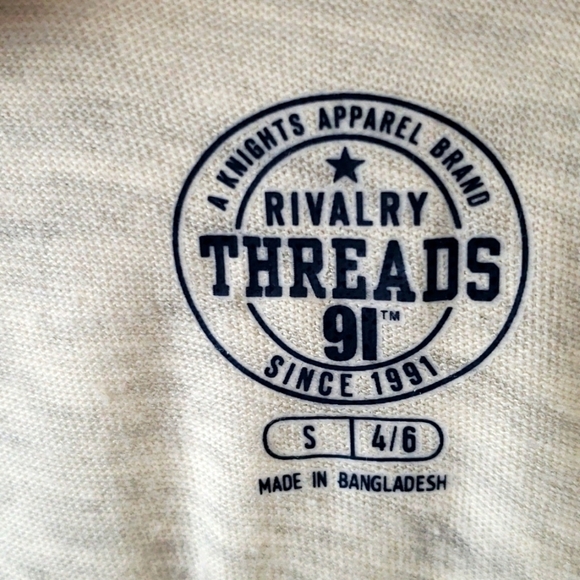 A KNIGHTS APPAREL BRAND
RIVALRY
THREADS
91™
SINCE 1991
S 4/6
MADE IN BANGLADESH